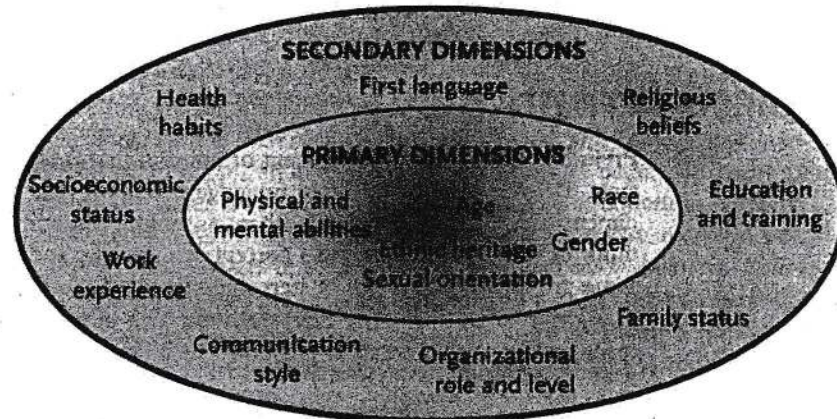 SECONDARY DIMENSIONS
First language
Health
habits
Religious
beliefs
PRIMARY DIMENSIONS
Socioeconomic
status
Physical and
mental abilities
Age
Race
Education
and training
Ethnic heritage
Gender
Sexual orientation
Work
experience
Family status
Communication
style
Organizational
role and level